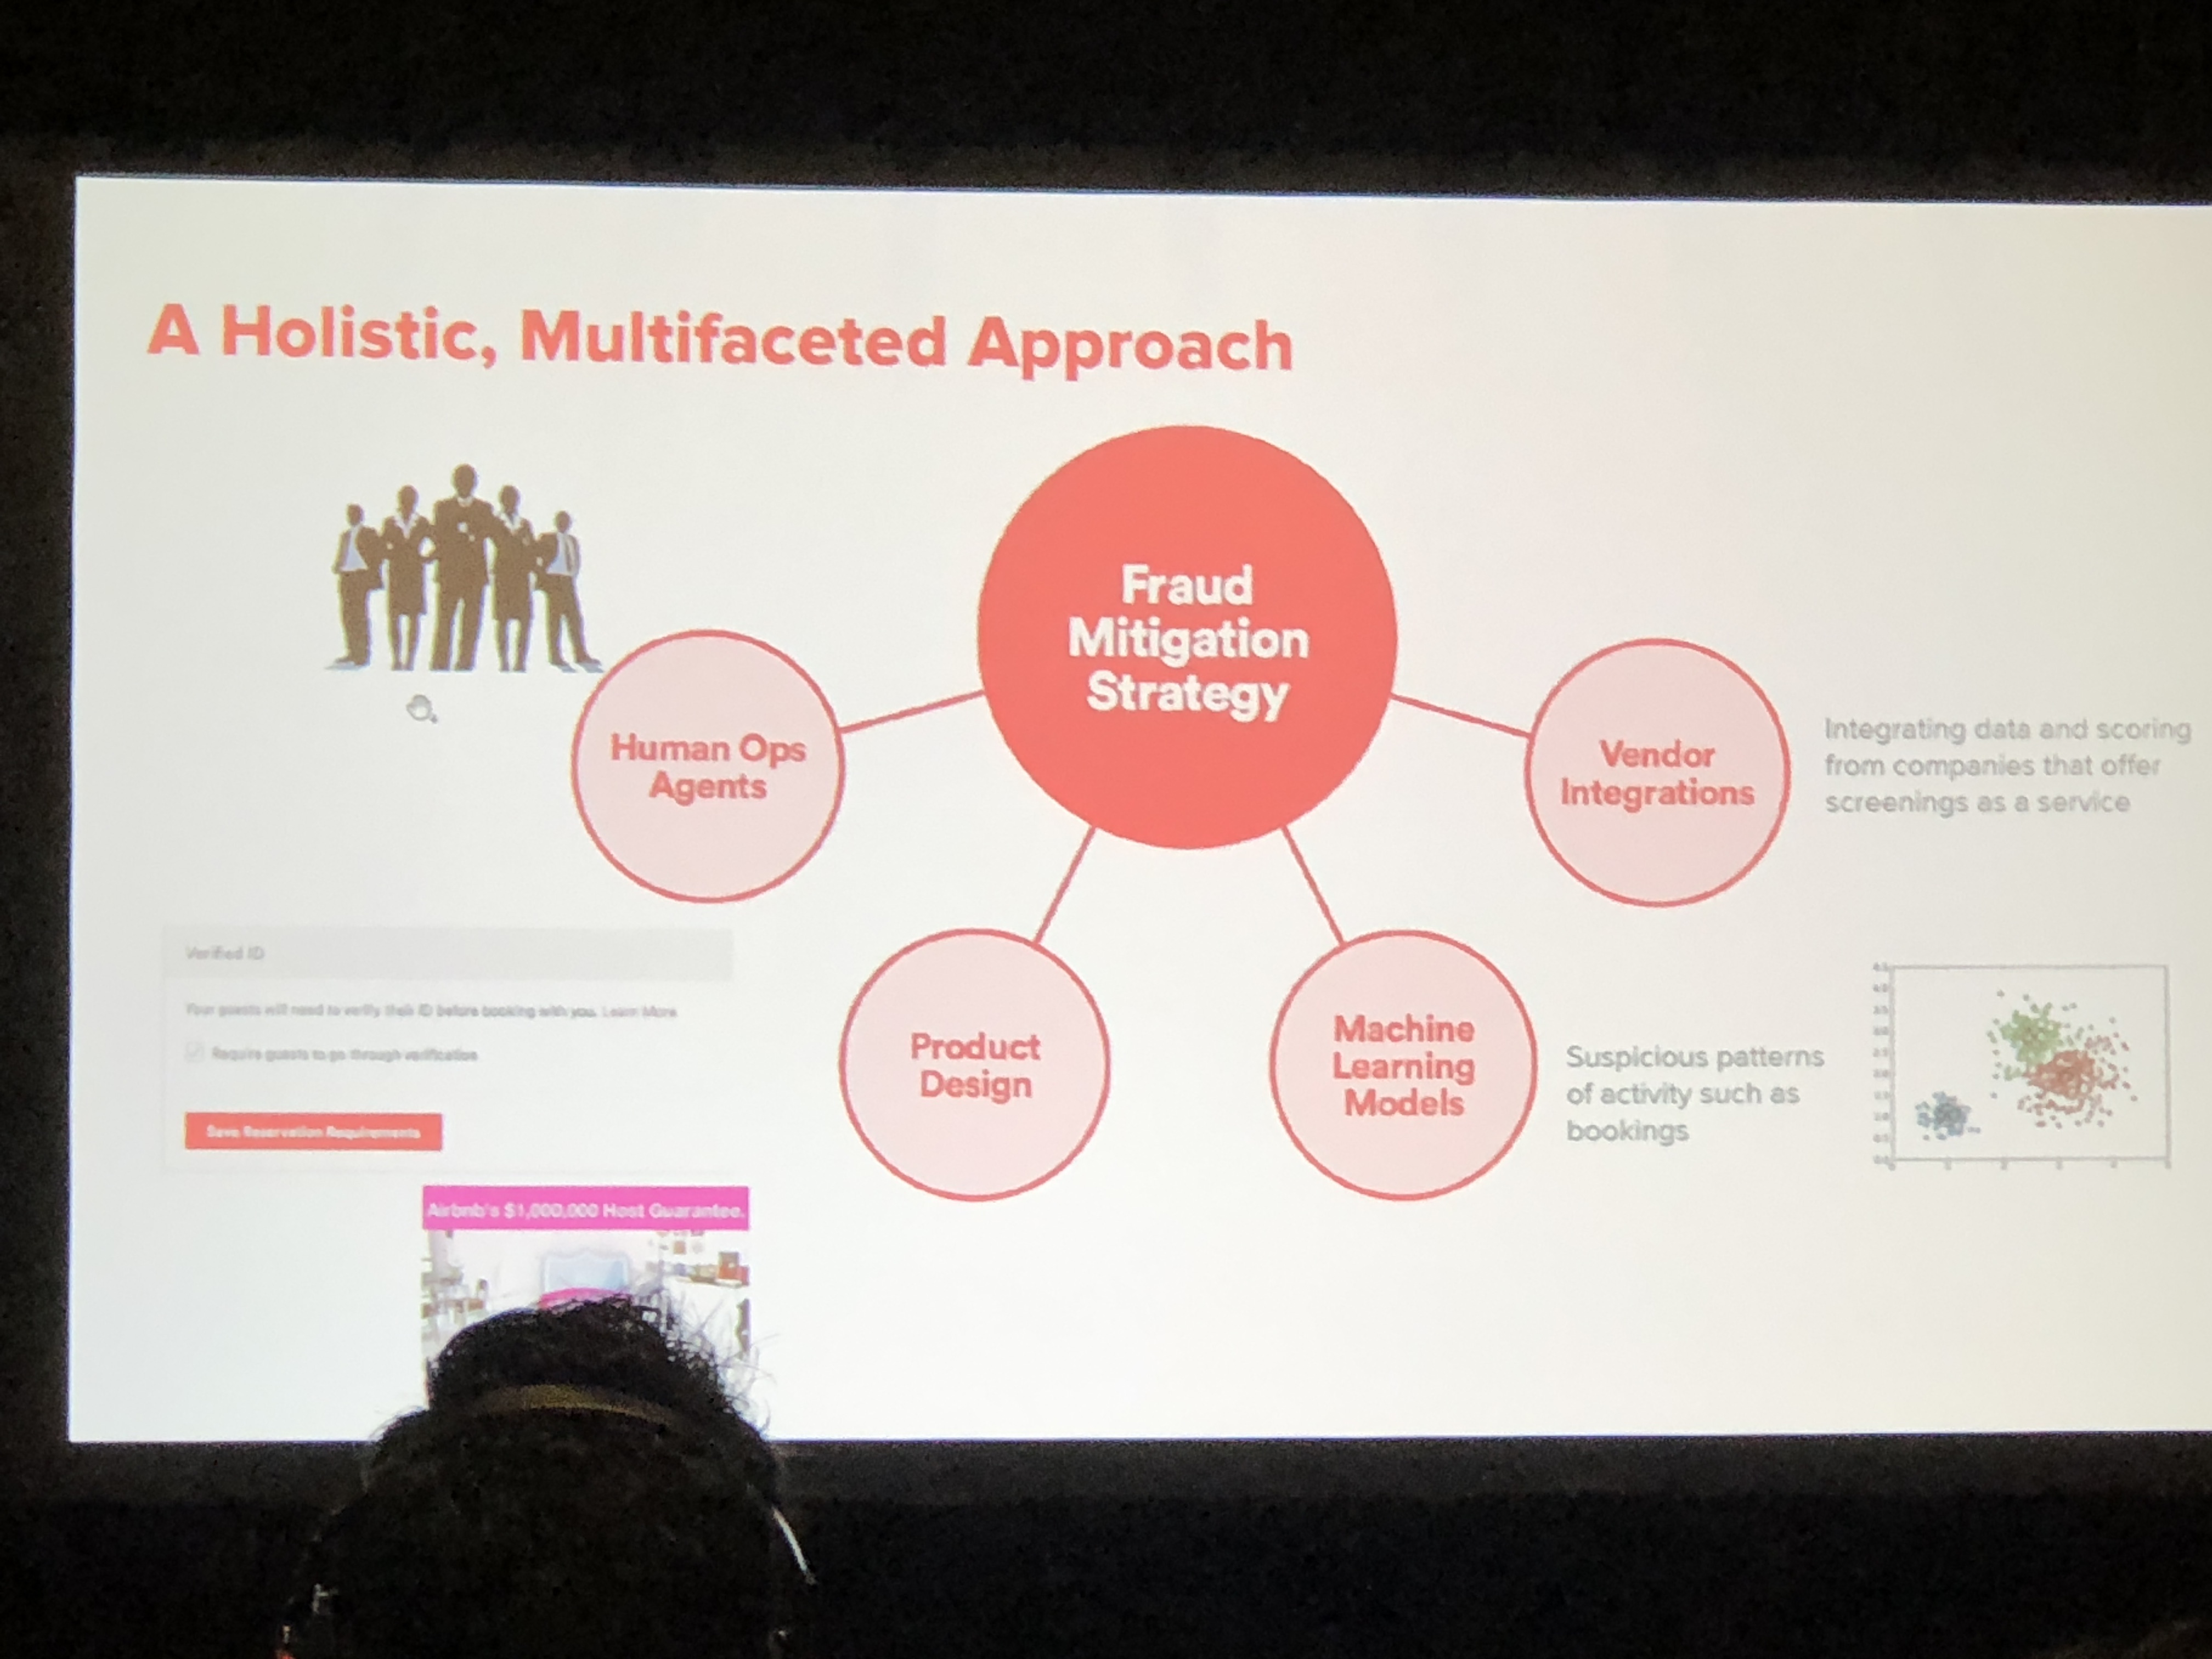 A Holistic, Multifaceted Approach
Fraud
Mitigation
Strategy
Human Ops
Agents
Vendor
Integrations
Integrating data and scoring
from companies that offer
screenings as a service
Product
Design
Machine
Learning
Models
Suspicious patterns
of activity such as
bookings
Verified ID
Your guests will need to verify their ID before booking with you. Learn More
Require guests to go through verification
Save Reservation Requirements
Airbnb's $1,000,000 Host Guarantee.